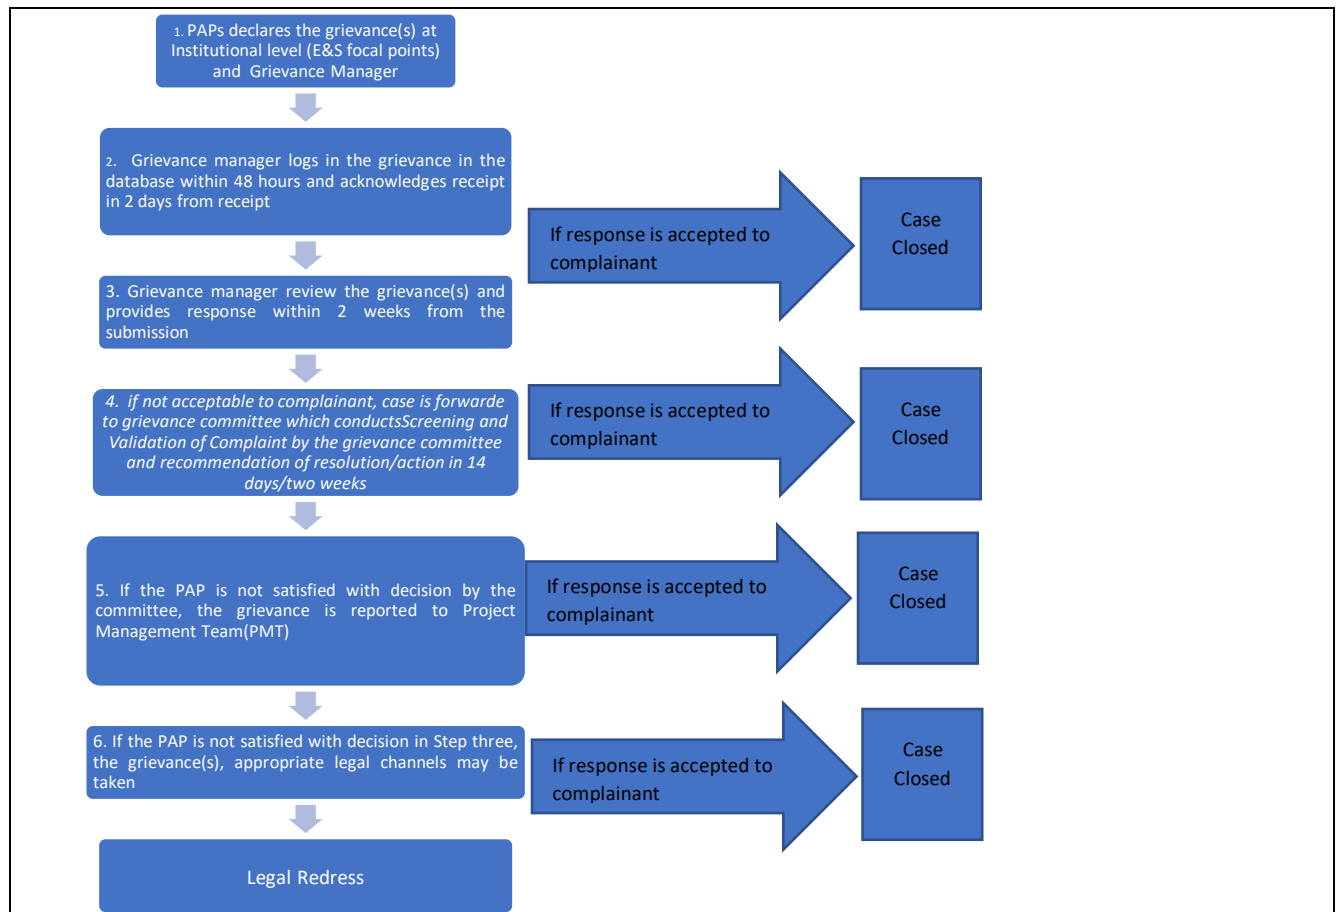 1. PAPs declares the grievance(s) at
Institutional level (E&S focal points)
and Grievance Manager
2. Grievance manager logs in the grievance in the
database within 48 hours and acknowledges receipt
in 2 days from receipt
If response is accepted to
complainant
Case
Closed
3. Grievance manager review the grievance(s) and
provides response within 2 weeks from the
submission
4. if not acceptable to complainant, case is forwarde
to grievance committee which conductsScreening and
Validation of Complaint by the grievance committee
and recommendation of resolution/action in 14
days/two weeks
If response is accepted to
complainant
Case
Closed
5. If the PAP is not satisfied with decision by the
committee, the grievance is reported to Project
Management Team(PMT)
If response is accepted to
complainant
Case
Closed
6. If the PAP is not satisfied with decision in Step three,
the grievance(s), appropriate legal channels may be
taken
If response is accepted to
complainant
Case
Closed
Legal Redress